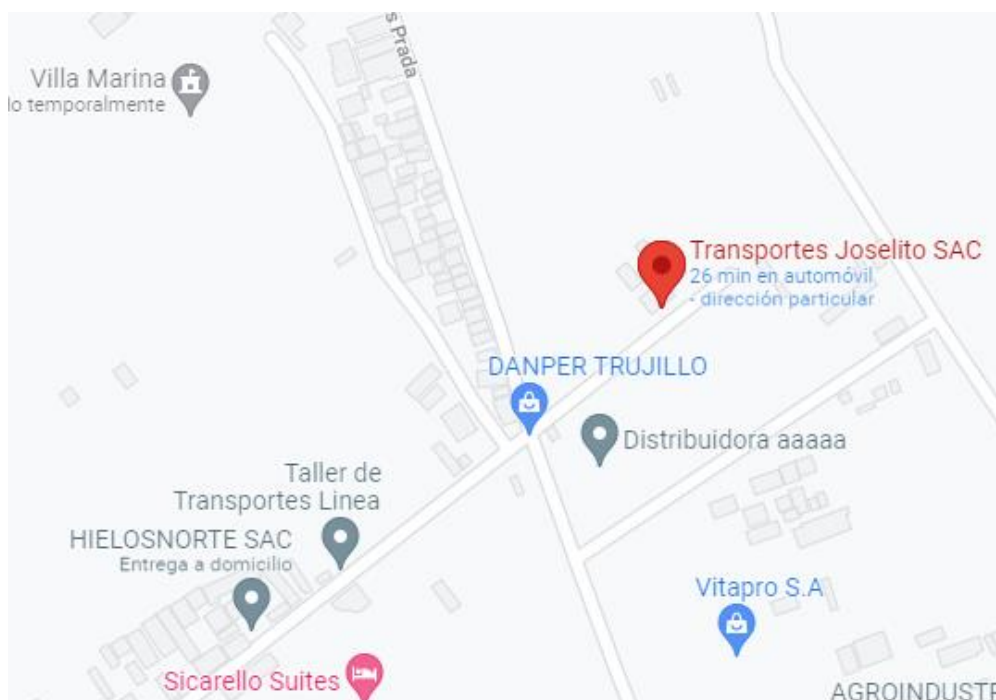 s Prada
Villa Marina
lo temporalmente
Transportes Joselito SAC
26 min en automóvil
- dirección particular
DANPER TRUJILLO
Distribuidora aaaaa
Taller de
Transportes Linea
HIELOSNORTE SAC
Entrega a domicilio
Vitapro S.A
Sicarello Suites
AGROINDUSTE